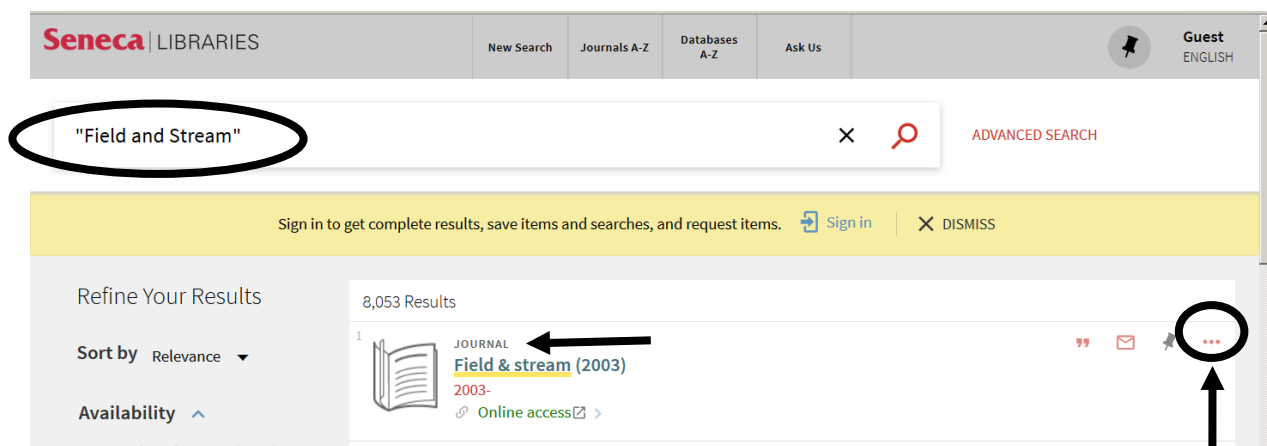 Seneca LIBRARIES
New Search
Journals A-Z
Databases
A-Z
Ask Us
Guest
ENGLISH
"Field and Stream"
ADVANCED SEARCH
Sign in to get complete results, save items and searches, and request items. Sign in DISMISS
Refine Your Results
8,053 Results
Sort by Relevance
1
JOURNAL
Field & stream (2003)
2003-
Online access
Availability